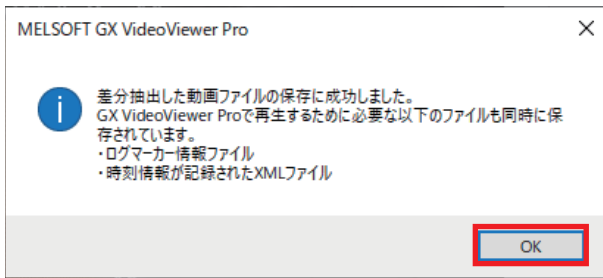 MELSOFT GX VideoViewer Pro
差分抽出した動画ファイルの保存に成功しました。
GX VideoViewer Proで再生するために必要な以下のファイルも同時に保
存されています。
・ログマーカー情報ファイル
・時刻情報が記録されたXMLファイル
OK